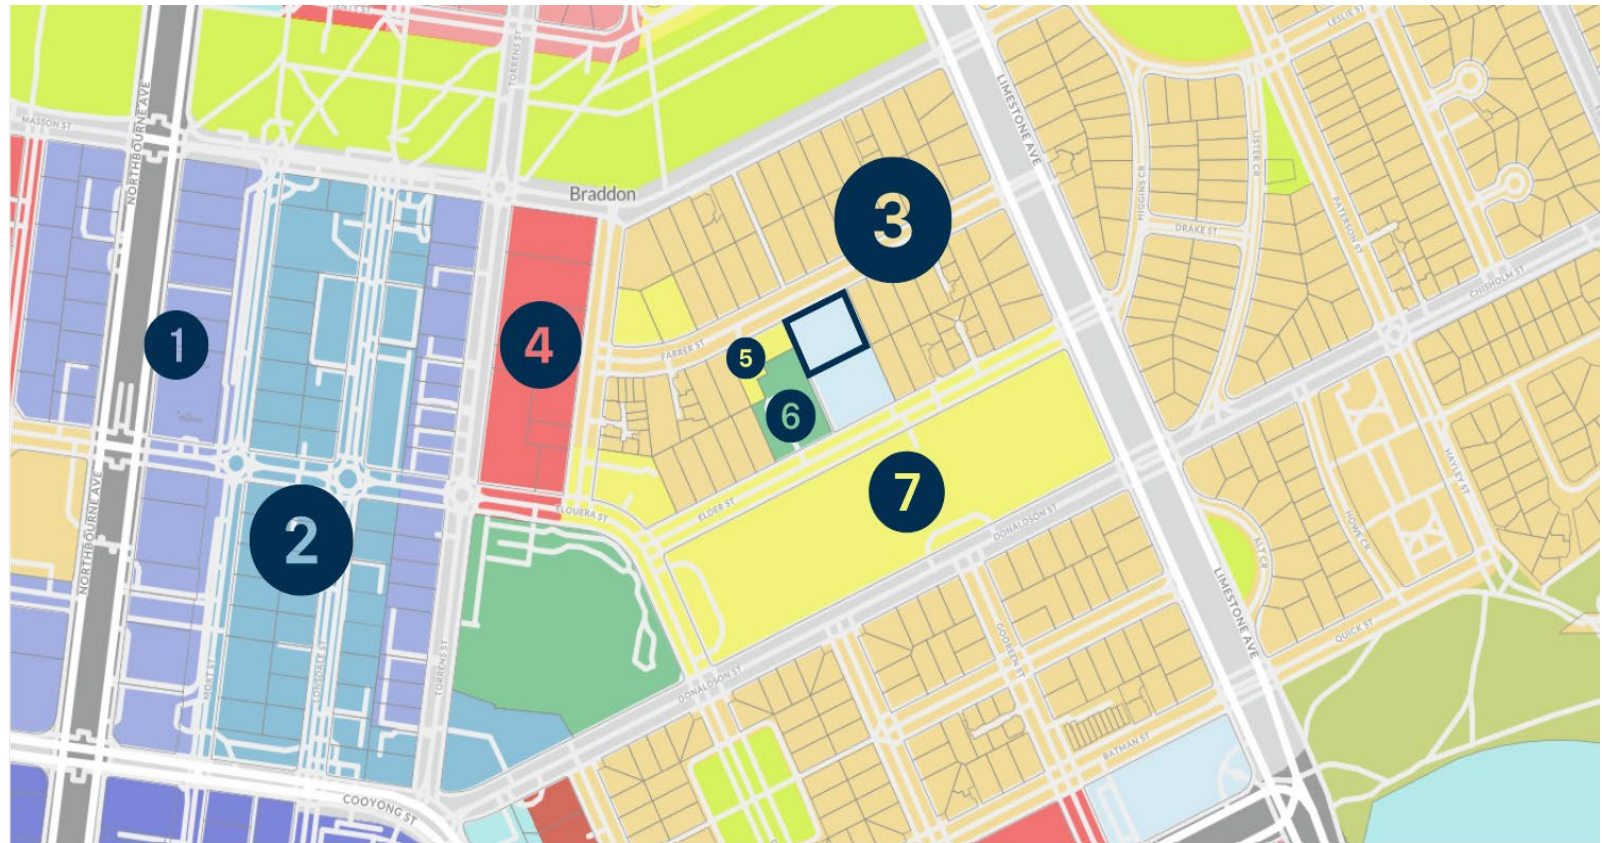 TORRENS ST
LESLIE ST
MASSON ST
NORTHBOURNE AVE
LIMESTONE AVE
LISTER CR
HIGGINS CR
Braddon
3
DRAKE ST
PATERSON ST
CHISHOLM ST
1
4
FARRER ST
5
6
7
2
ELOUERA ST
ELDER ST
DONALDSON ST
HAYLEY ST
HOWE CR
ALT CR
NORTHBOURNE AVE
LIMESTONE AVE
GOOREEN ST
QUICK ST
MORT ST
LONSDALE ST
TORRENS ST
DONALDSON ST
BATMAN ST
COOYONG ST